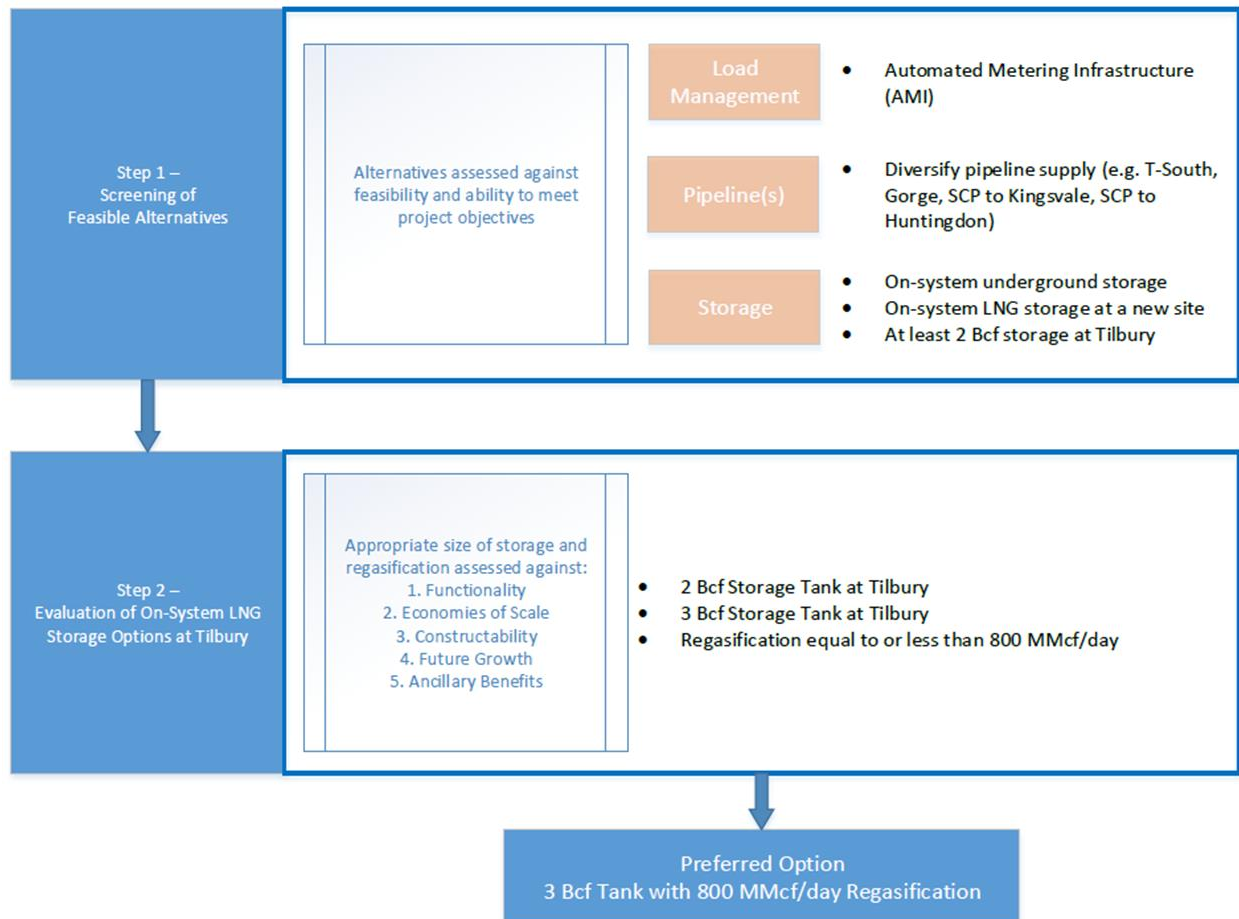 Step 1 –
Screening of
Feasible Alternatives
Alternatives assessed against
feasibility and ability to meet
project objectives
Load
Management
• Automated Metering Infrastructure
(AMI)
Pipeline(s)
• Diversify pipeline supply (e.g. T-South,
Gorge, SCP to Kingsvale, SCP to
Huntingdon)
Storage
• On-system underground storage
• On-system LNG storage at a new site
• At least 2 Bcf storage at Tilbury
Step 2 –
Evaluation of On-System LNG
Storage Options at Tilbury
Appropriate size of storage and
regasification assessed against:
1. Functionality
2. Economies of Scale
3. Constructability
4. Future Growth
5. Ancillary Benefits
• 2 Bcf Storage Tank at Tilbury
• 3 Bcf Storage Tank at Tilbury
• Regasification equal to or less than 800 MMcf/day
Preferred Option
3 Bcf Tank with 800 MMcf/day Regasification